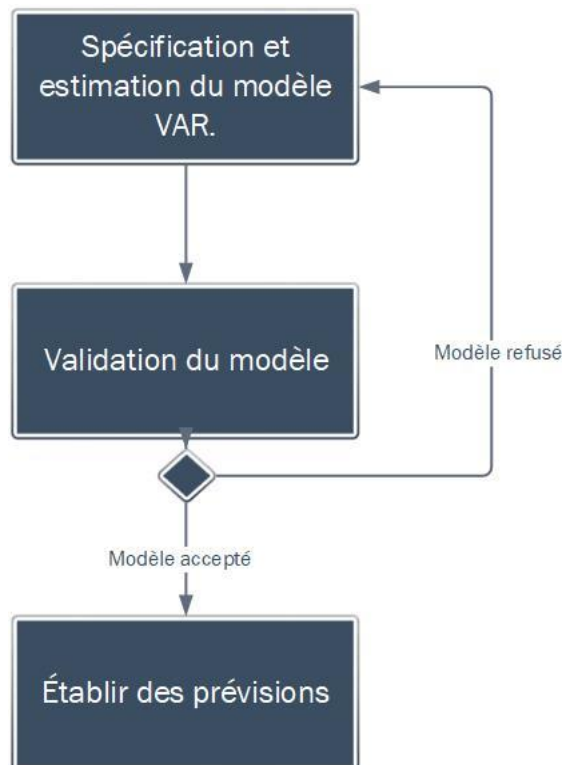 Spécification et
estimation du modèle
VAR.
Validation du modèle
Modèle refusé
Modèle accepté
Établir des prévisions